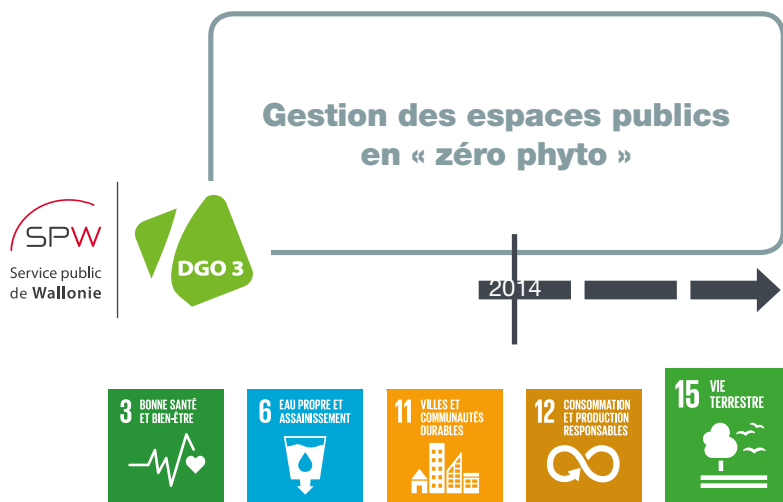 Gestion des espaces publics
en « zéro phyto »
SPW
Service public
de Wallonie
DGO 3
2014
3 BONNE SANTÉ
ET BIEN-ÊTRE
6 EAU PROPRE ET
ASSAINISSEMENT
11 VILLES ET
COMMUNAUTÉS
DURABLES
12 CONSOMMATION
ET PRODUCTION
RESPONSABLES
15 VIE
TERRESTRE